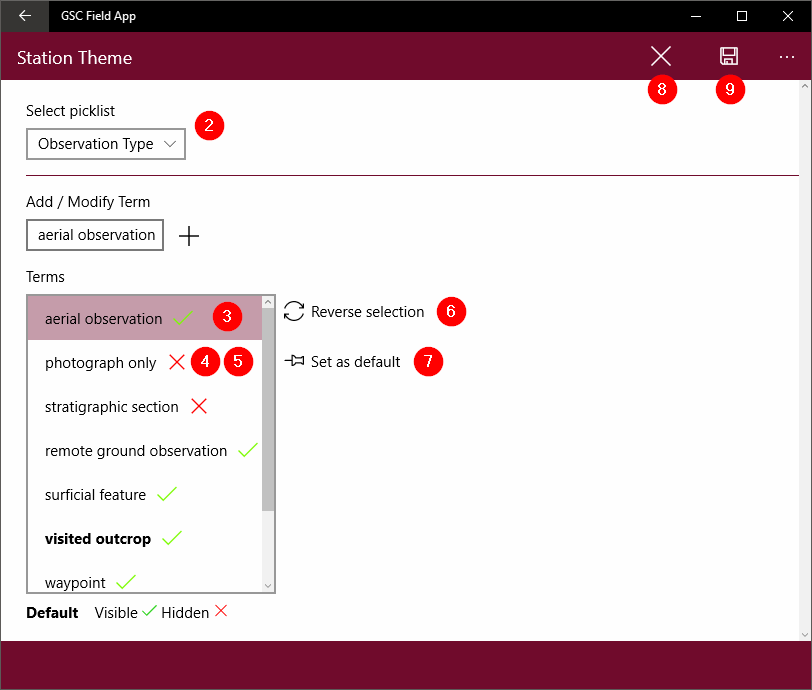 GSC Field App
Station Theme
8 9
Select picklist
2
Observation Type
Add / Modify Term
aerial observation
Terms
aerial observation 3
Reverse selection 6
photograph only 4 5
Set as default 7
stratigraphic section
remote ground observation
surficial feature
visited outcrop
waypoint
Default Visible Hidden